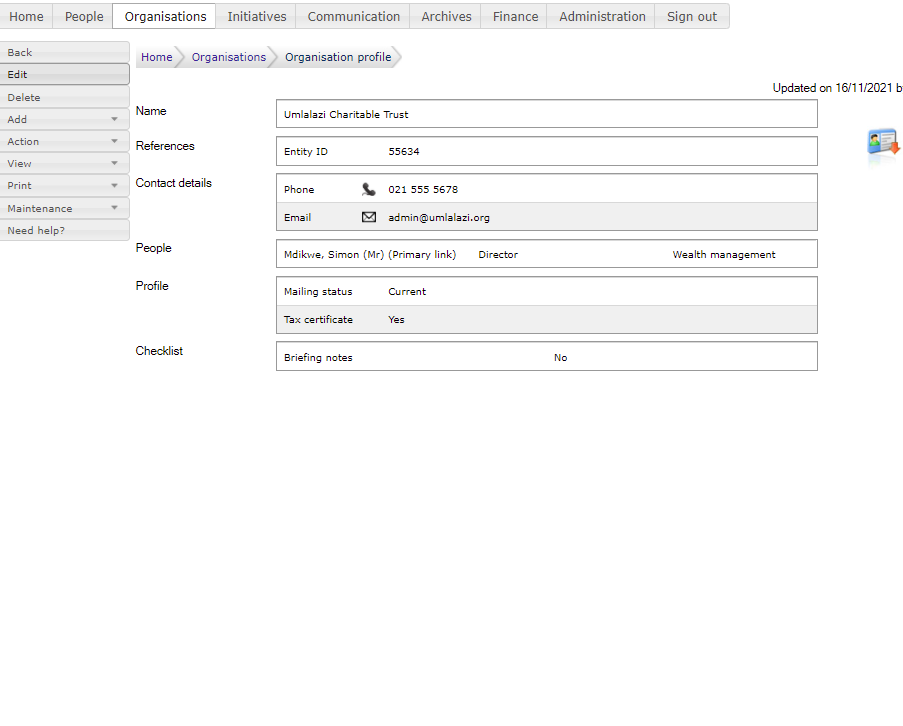 Home People Organisations Initiatives Communication Archives Finance Administration Sign out
Back
Edit
Delete
Add
Action
View
Print
Maintenance
Need help?
Home Organisations Organisation profile
Updated on 16/11/2021 b
Name Umlalazi Charitable Trust
References Entity ID 55634
Contact details Phone 021 555 5678
Email admin@umlalazi.org
People Mdikwe, Simon (Mr) (Primary link) Director Wealth management
Profile Mailing status Current
Tax certificate Yes
Checklist Briefing notes No